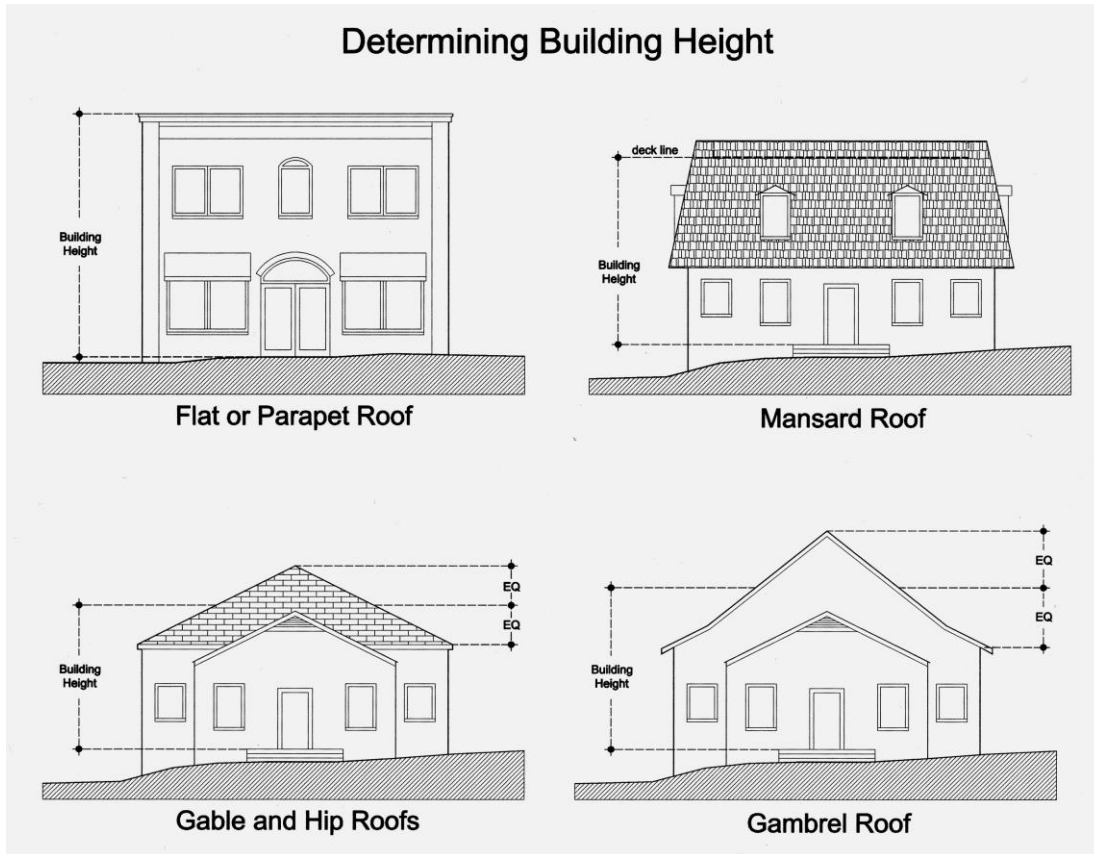 Determining Building Height
Building
Height
Flat or Parapet Roof
deck line
Building
Height
Mansard Roof
EQ
EQ
Building
Height
Gable and Hip Roofs
EQ
EQ
Building
Height
Gambrel Roof